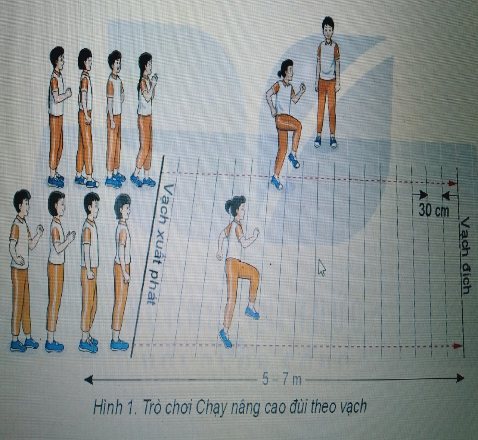 Vạch xuất phát
30 cm
Vạch đích
5 - 7 m
Hình 1. Trò chơi Chạy nâng cao đùi theo vạch